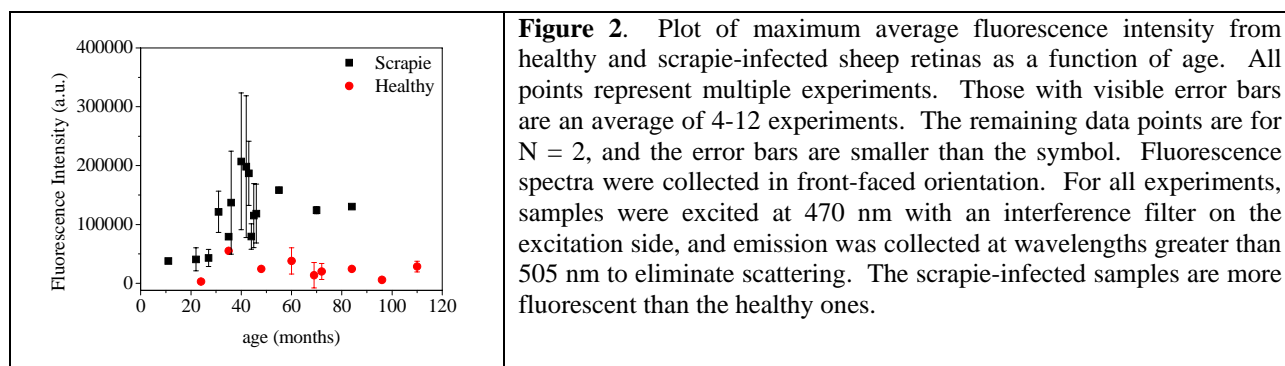 400000
300000
200000
100000
0
Fluorescence Intensity (a.u.)
Scrapie
Healthy
0 20 40 60 80 100 120
age (months)
Figure 2. Plot of maximum average fluorescence intensity from
healthy and scrapie-infected sheep retinas as a function of age. All
points represent multiple experiments. Those with visible error bars
are an average of 4-12 experiments. The remaining data points are for
N = 2, and the error bars are smaller than the symbol. Fluorescence
spectra were collected in front-faced orientation. For all experiments,
samples were excited at 470 nm with an interference filter on the
excitation side, and emission was collected at wavelengths greater than
505 nm to eliminate scattering. The scrapie-infected samples are more
fluorescent than the healthy ones.